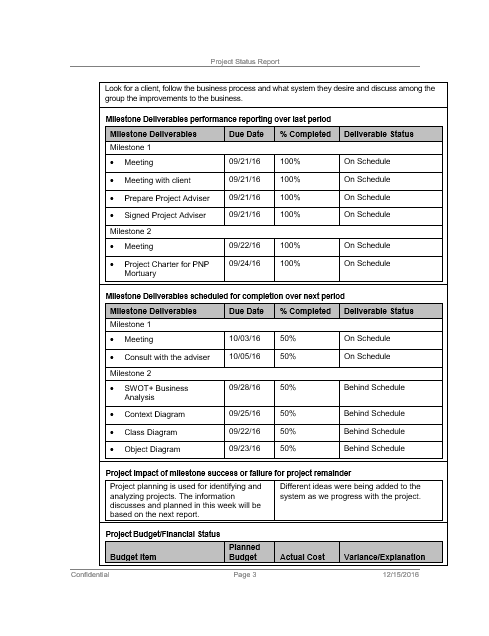 Project Status Report
Look for a client, follow the business process and what system they desire and discuss among the
group the improvements to the business.
Milestone Deliverables performance reporting over last period
Milestone Deliverables Due Date % Completed Deliverable Status
Milestone 1
• Meeting 09/21/16 100% On Schedule
• Meeting with client 09/21/16 100% On Schedule
• Prepare Project Adviser 09/21/16 100% On Schedule
• Signed Project Adviser 09/21/16 100% On Schedule
Milestone 2
• Meeting 09/22/16 100% On Schedule
• Project Charter for PNP 09/24/16 100% On Schedule
Mortuary
Milestone Deliverables scheduled for completion over next period
Milestone Deliverables Due Date % Completed Deliverable Status
Milestone 1
• Meeting 10/03/16 50% On Schedule
• Consult with the adviser 10/05/16 50% On Schedule
Milestone 2
• SWOT+ Business 09/28/16 50% Behind Schedule
Analysis
• Context Diagram 09/25/16 50% Behind Schedule
• Class Diagram 09/22/16 50% Behind Schedule
• Object Diagram 09/23/16 50% Behind Schedule
Project impact of milestone success or failure for project remainder
Project planning is used for identifying and
analyzing projects. The information
discusses and planned in this week will be
based on the next report.
Different ideas were being added to the
system as we progress with the project.
Project Budget/Financial Status
Budget Item Planned Budget Actual Cost Variance/Explanation
Confidential Page 3 12/15/2016